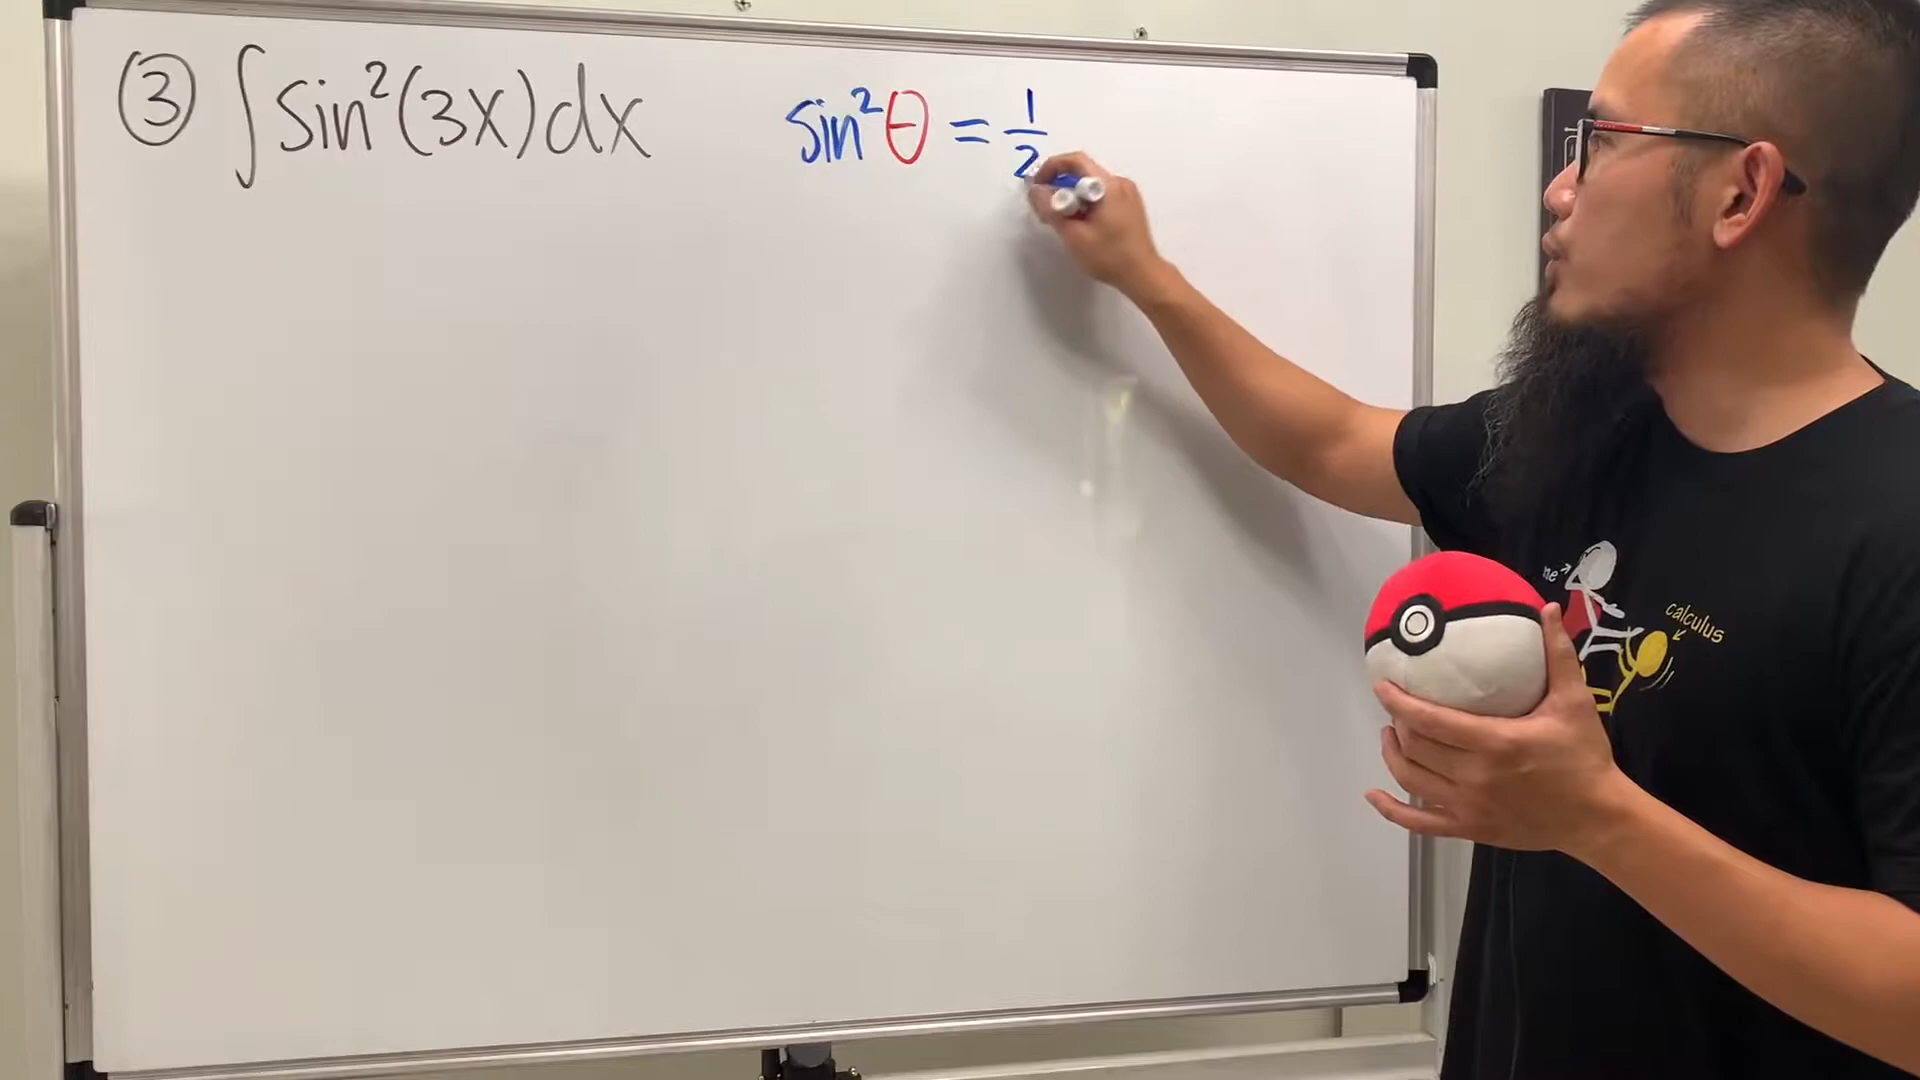 ③ ∫ sin²(3x) dx
sin²θ = 1/2
me
calculus